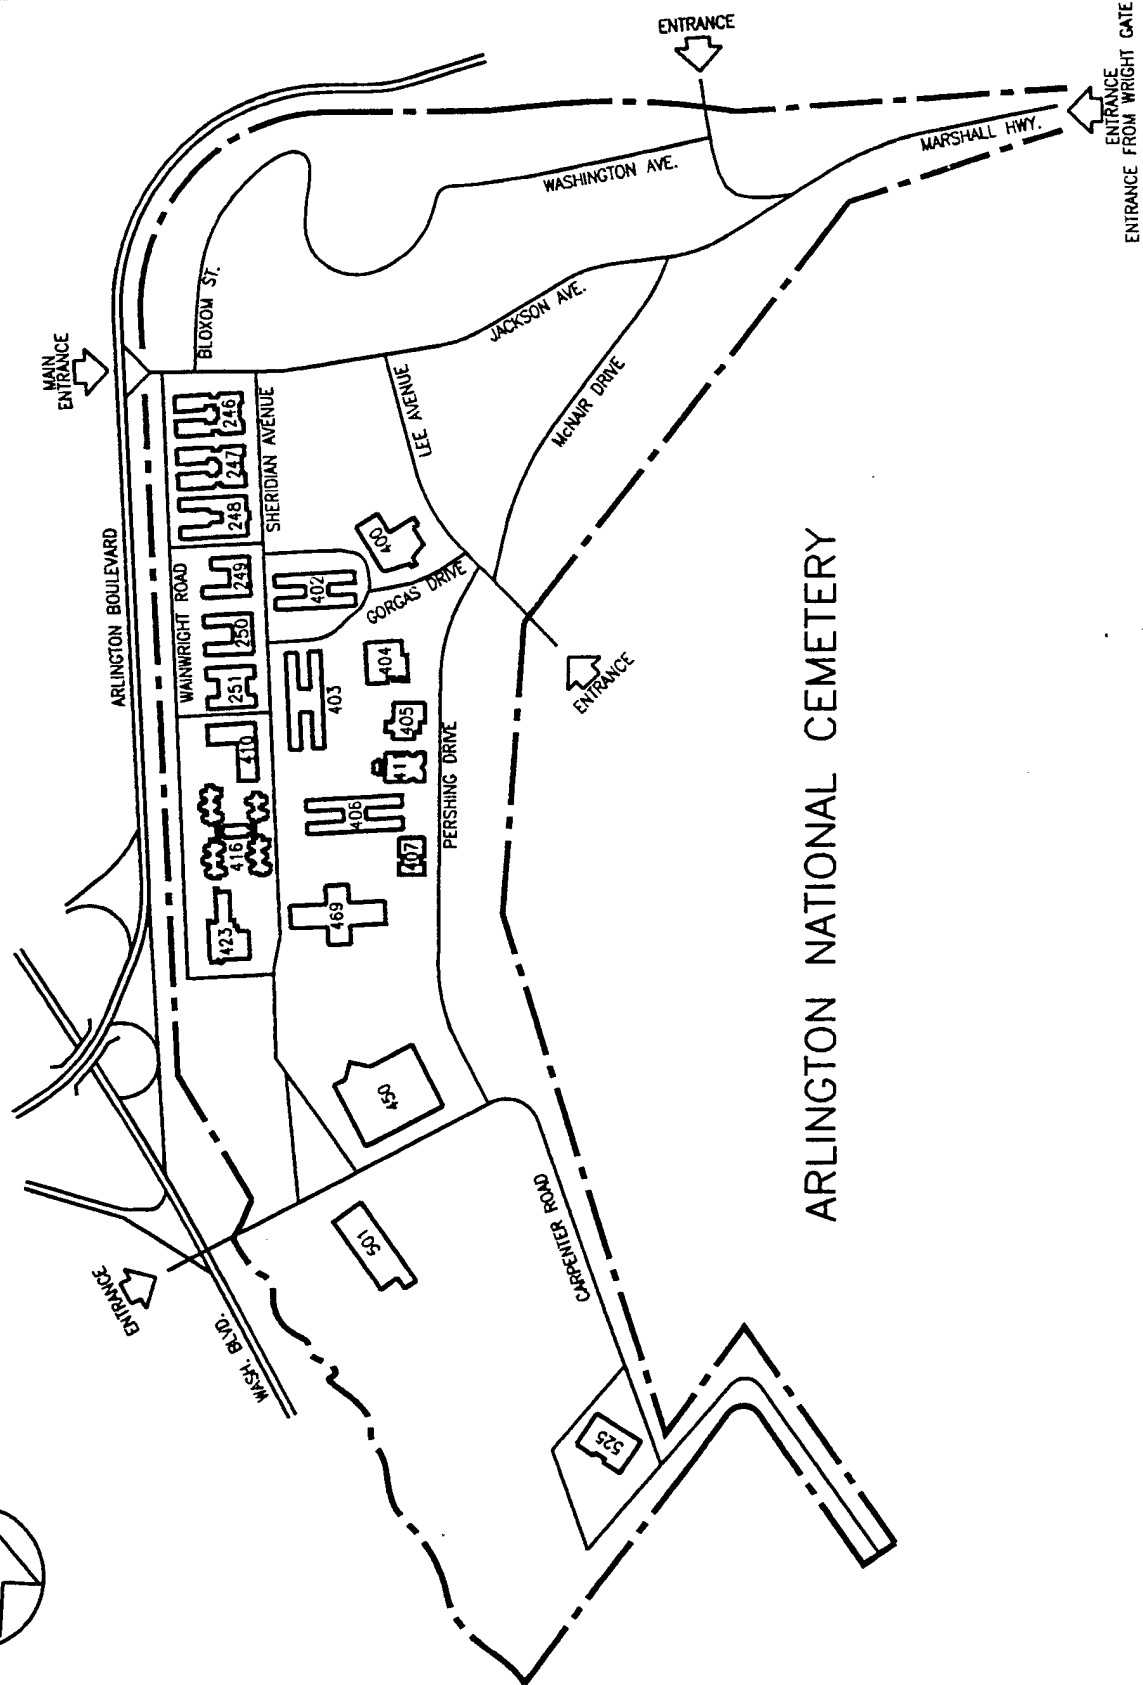 MAIN
ENTRANCE
ENTRANCE
ENTRANCE
ENTRANCE FROM WRIGHT GATE
ENTRANCE
ENTRANCE
ARLINGTON BOULEVARD
WASH. BLVD.
BLOXOM ST.
WASHINGTON AVE.
MARSHALL HWY.
JACKSON AVE.
McNAIR DRIVE
LEE AVENUE
SHERIDIAN AVENUE
WAINWRIGHT ROAD
GORGAS DRIVE
PERSHING DRIVE
CARPENTER ROAD
246
247
248
249
250
251
410
416
423
400
402
403
404
405
41
406
407
469
450
501
525
ARLINGTON NATIONAL CEMETERY